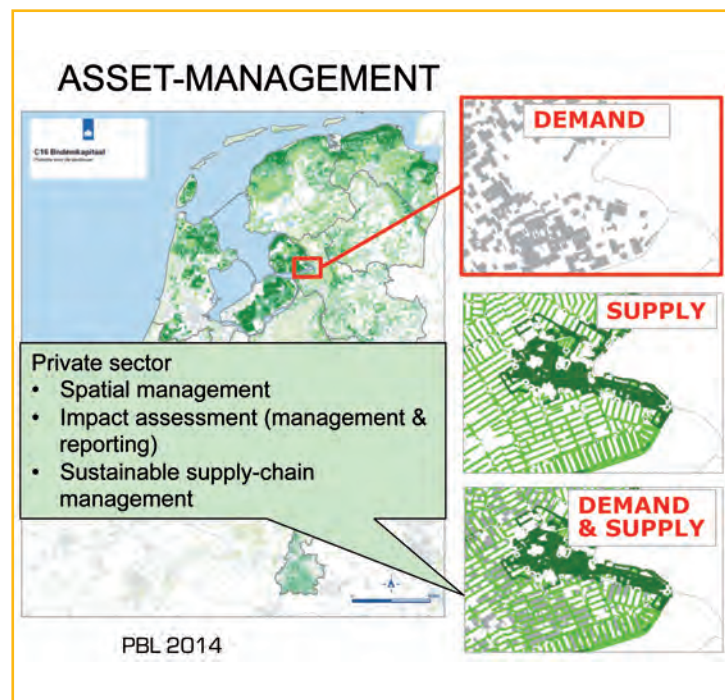 ASSET-MANAGEMENT
C16 Bodemkapitaal
DEMAND
SUPPLY
Private sector
• Spatial management
• Impact assessment (management &
reporting)
• Sustainable supply-chain
management
DEMAND
& SUPPLY
PBL 2014